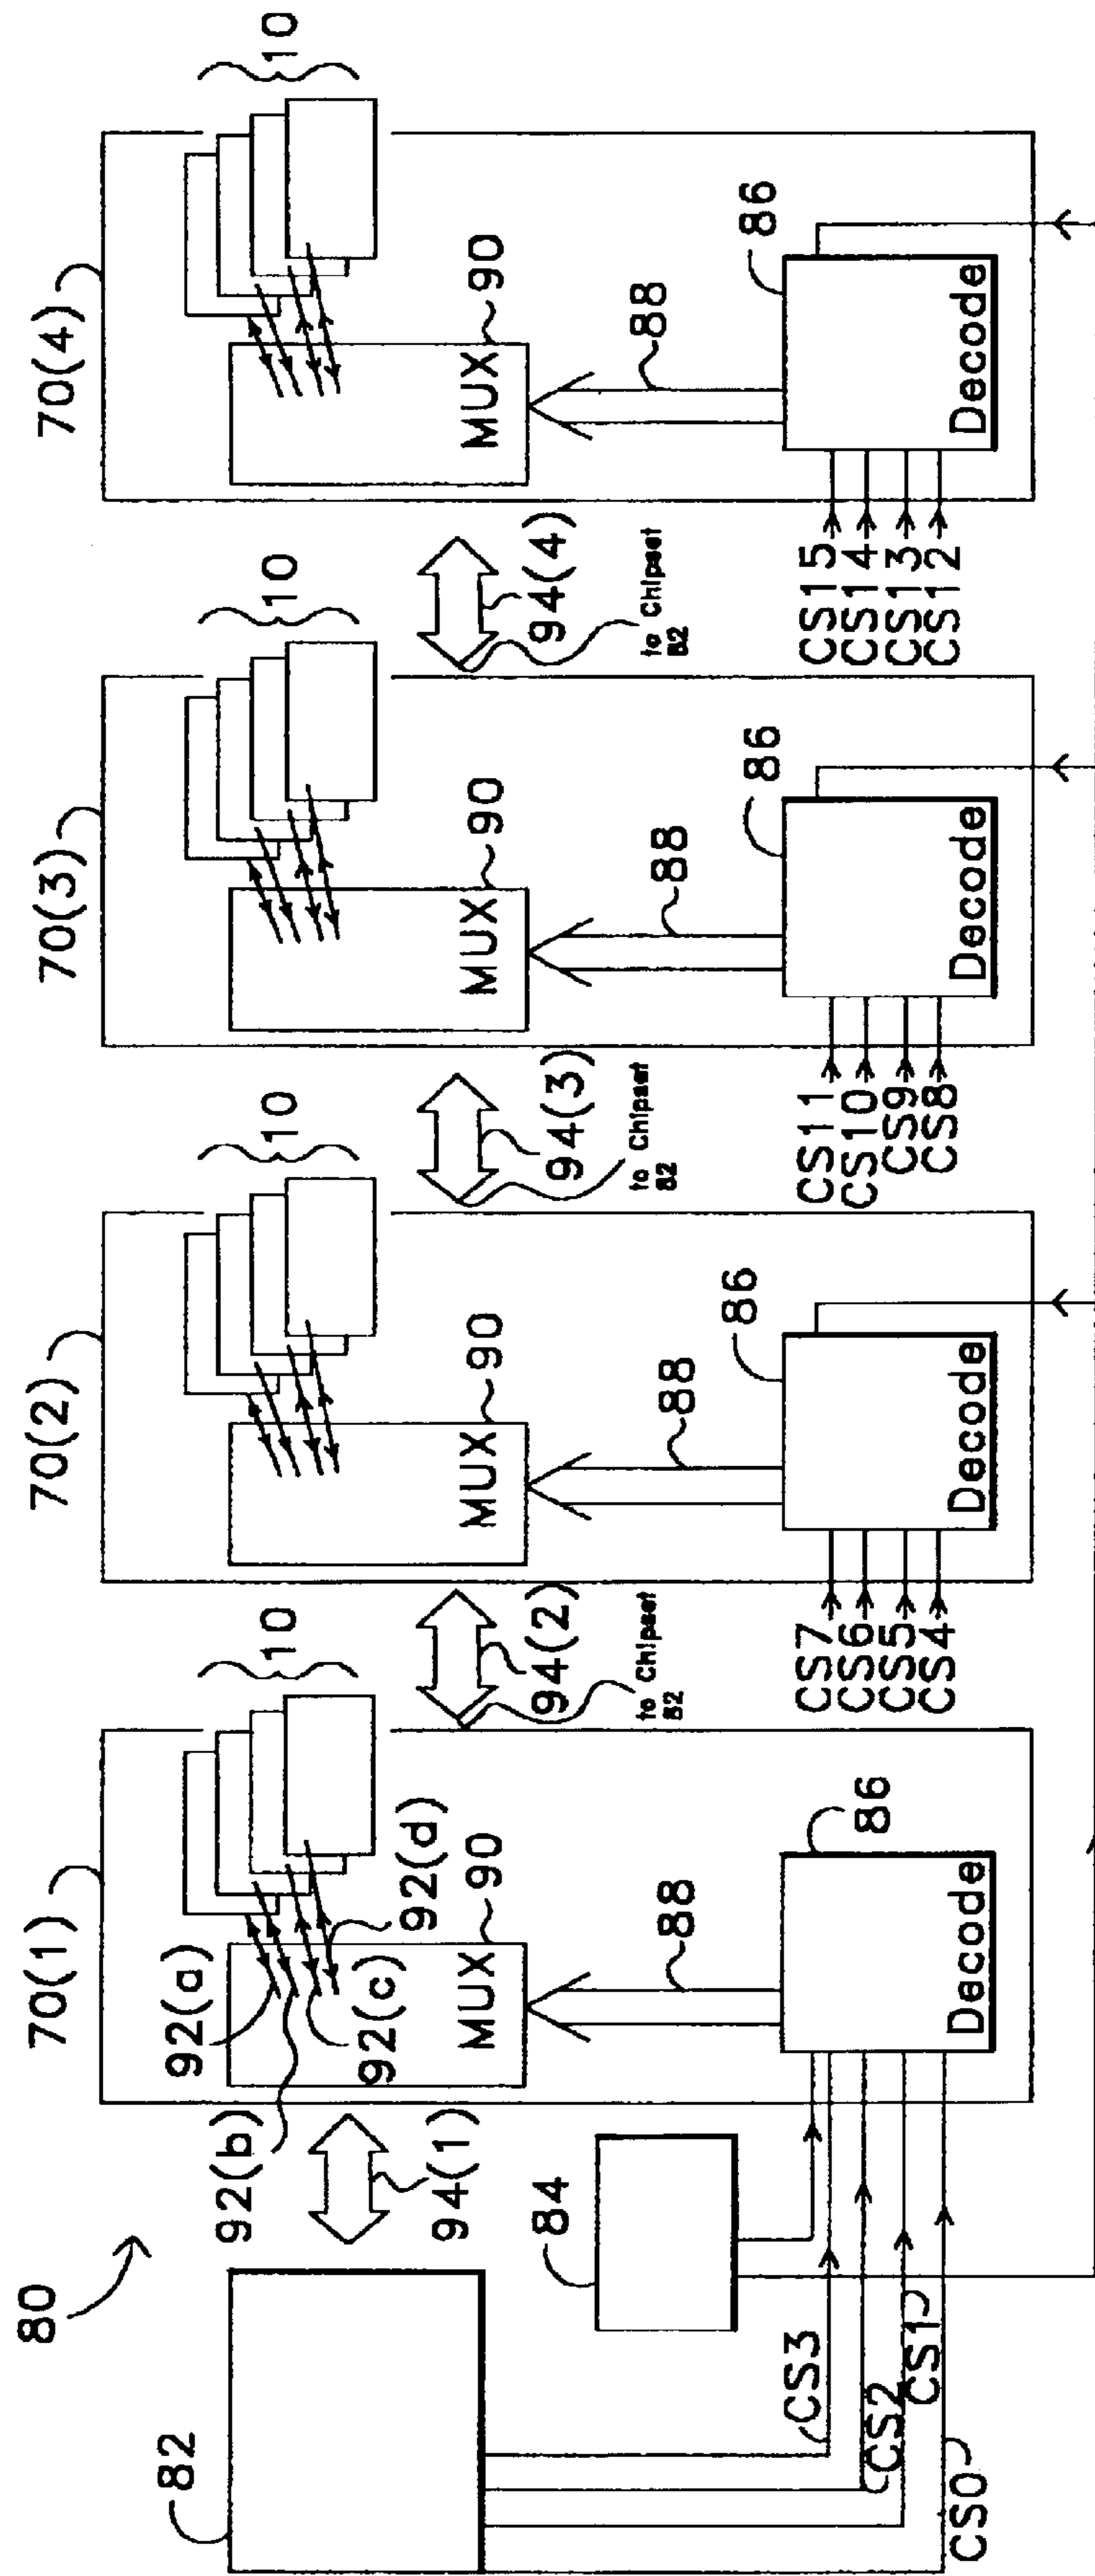 80
82
84
70(1)
70(2)
70(3)
70(4)
10
10
10
10
92(a)
92(b)
92(c)
92(d)
94(1)
94(2)
94(3)
94(4)
to Chipset
82
to Chipset
82
to Chipset
82
MUX
90
MUX
90
MUX
90
MUX
90
88
88
88
88
86
86
86
86
Decode
Decode
Decode
Decode
CS3
CS2
CS1
CS0
CS7
CS6
CS5
CS4
CS11
CS10
CS9
CS8
CS15
CS14
CS13
CS12